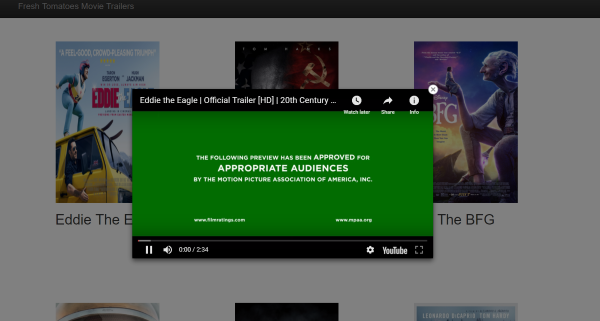 Fresh Tomatoes Movie Trailers
"A FEEL-GOOD, CROWD-PLEASING TRIUMPH"
TARON EGERTON HUGH JACKMAN
EDDIE
TOM HARDY
BFG
Eddie the Eagle | Official Trailer [HD] | 20th Century ...
Watch later
Share
Info
THE FOLLOWING PREVIEW HAS BEEN APPROVED FOR
APPROPRIATE AUDIENCES
BY THE MOTION PICTURE ASSOCIATION OF AMERICA, INC.
www.filmratings.com
www.mpaa.org
0:00 / 2:34
YouTube
Eddie The E
The BFG
LEONARDO DICAPRIO TOM HARDY